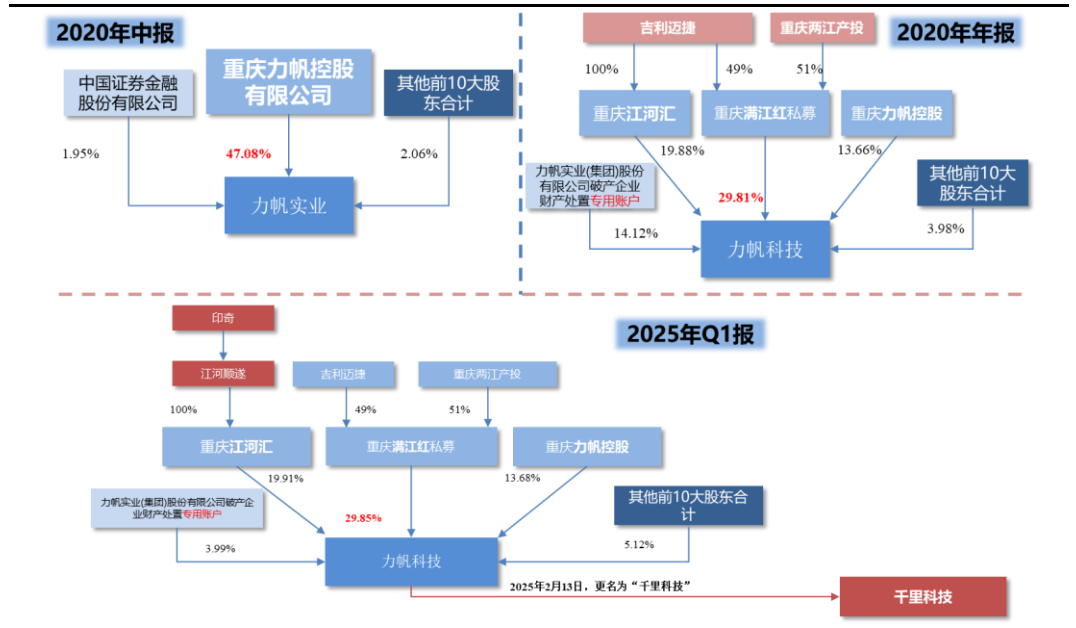 2020年中报
中国证券金融
股份有限公司
重庆力帆控股
有限公司
其他前10大股
东合计
1.95%
47.08%
2.06%
力帆实业
2020年年报
吉利迈捷
重庆两江产投
100%
49%
51%
重庆江河汇
重庆满江红私募
重庆力帆控股
19.88%
13.66%
力帆实业(集团)股份
有限公司破产企业
财产处置专用账户
29.81%
其他前10大
股东合计
14.12%
力帆科技
3.98%
2025年Q1报
印奇
江河顺遂
吉利迈捷
重庆两江产投
100%
49%
51%
重庆江河汇
重庆满江红私募
重庆力帆控股
19.91%
13.68%
力帆实业(集团)股份有限公司破产企
业财产处置专用账户
29.85%
其他前10大股东合
计
3.99%
力帆科技
5.12%
2025年2月13日，更名为“千里科技”
千里科技